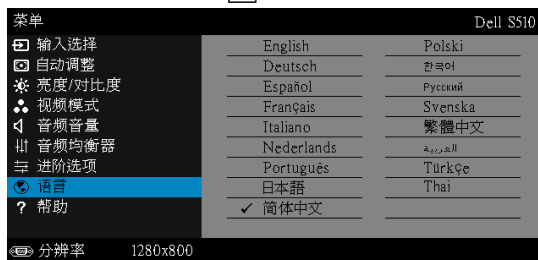 菜单 Dell S510
输入选择
自动调整
亮度/对比度
视频模式
音频音量
音频均衡器
进阶选项
语言
? 帮助
English Polski
Deutsch 한국어
Español Русский
Français Svenska
Italiano 繁體中文
Nederlands العربية
Português Türkçe
日本語 Thai
✓ 简体中文
分辨率 1280x800